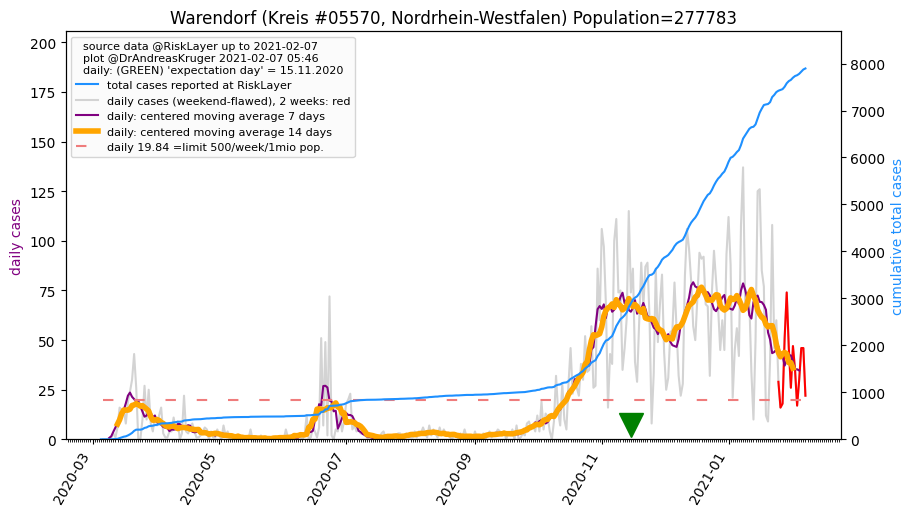 Warendorf (Kreis #05570, Nordrhein-Westfalen) Population=277783
source data @RiskLayer up to 2021-02-07
plot @DrAndreasKruger 2021-02-07 05:46
daily: (GREEN) 'expectation day' = 15.11.2020
total cases reported at RiskLayer
daily cases (weekend-flawed), 2 weeks: red
daily: centered moving average 7 days
daily: centered moving average 14 days
daily 19.84 =limit 500/week/1mio pop.
daily cases
200
175
150
125
100
75
50
25
0
8000
7000
6000
5000
4000
3000
2000
1000
0
cumulative total cases
2020-03
2020-05
2020-07
2020-09
2020-11
2021-01